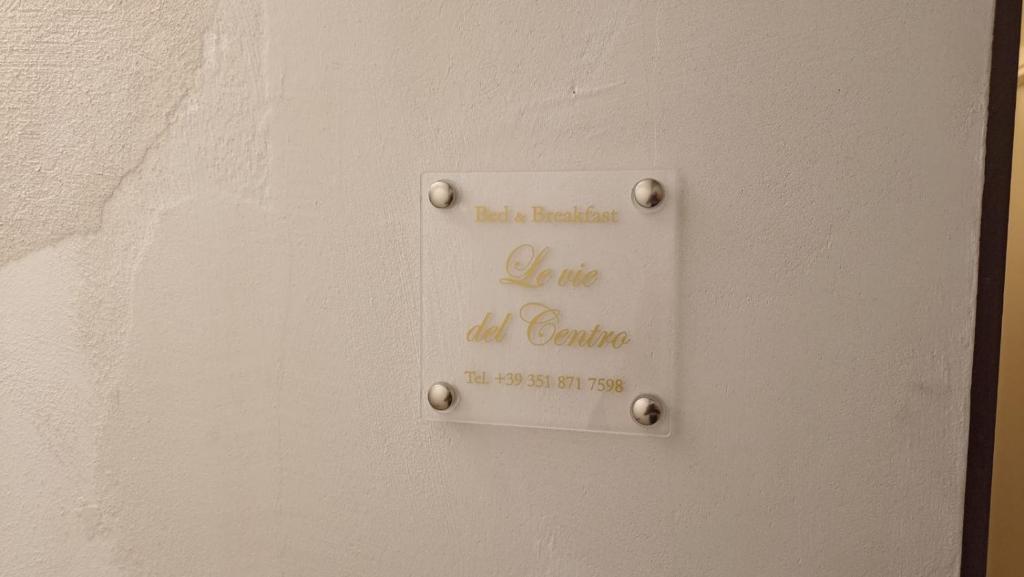 Bed & Breakfast
Le vie
del Centro
Tel. +39 351 871 7598